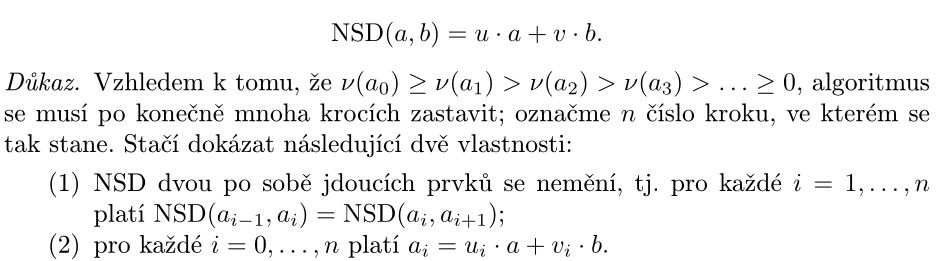 NSD(a, b) = u · a + v · b.
Důkaz. Vzhledem k tomu, že ν(a₀) ≥ ν(a₁) > ν(a₂) > ν(a₃) > … ≥ 0, algoritmus
se musí po konečně mnoha krocích zastavit; označme n číslo kroku, ve kterém se
tak stane. Stačí dokázat následující dvě vlastnosti:
(1) NSD dvou po sobě jdoucích prvků se nemění, tj. pro každé i = 1, …, n
platí NSD(aᵢ₋₁, aᵢ) = NSD(aᵢ, aᵢ₊₁);
(2) pro každé i = 0, …, n platí aᵢ = uᵢ · a + vᵢ · b.